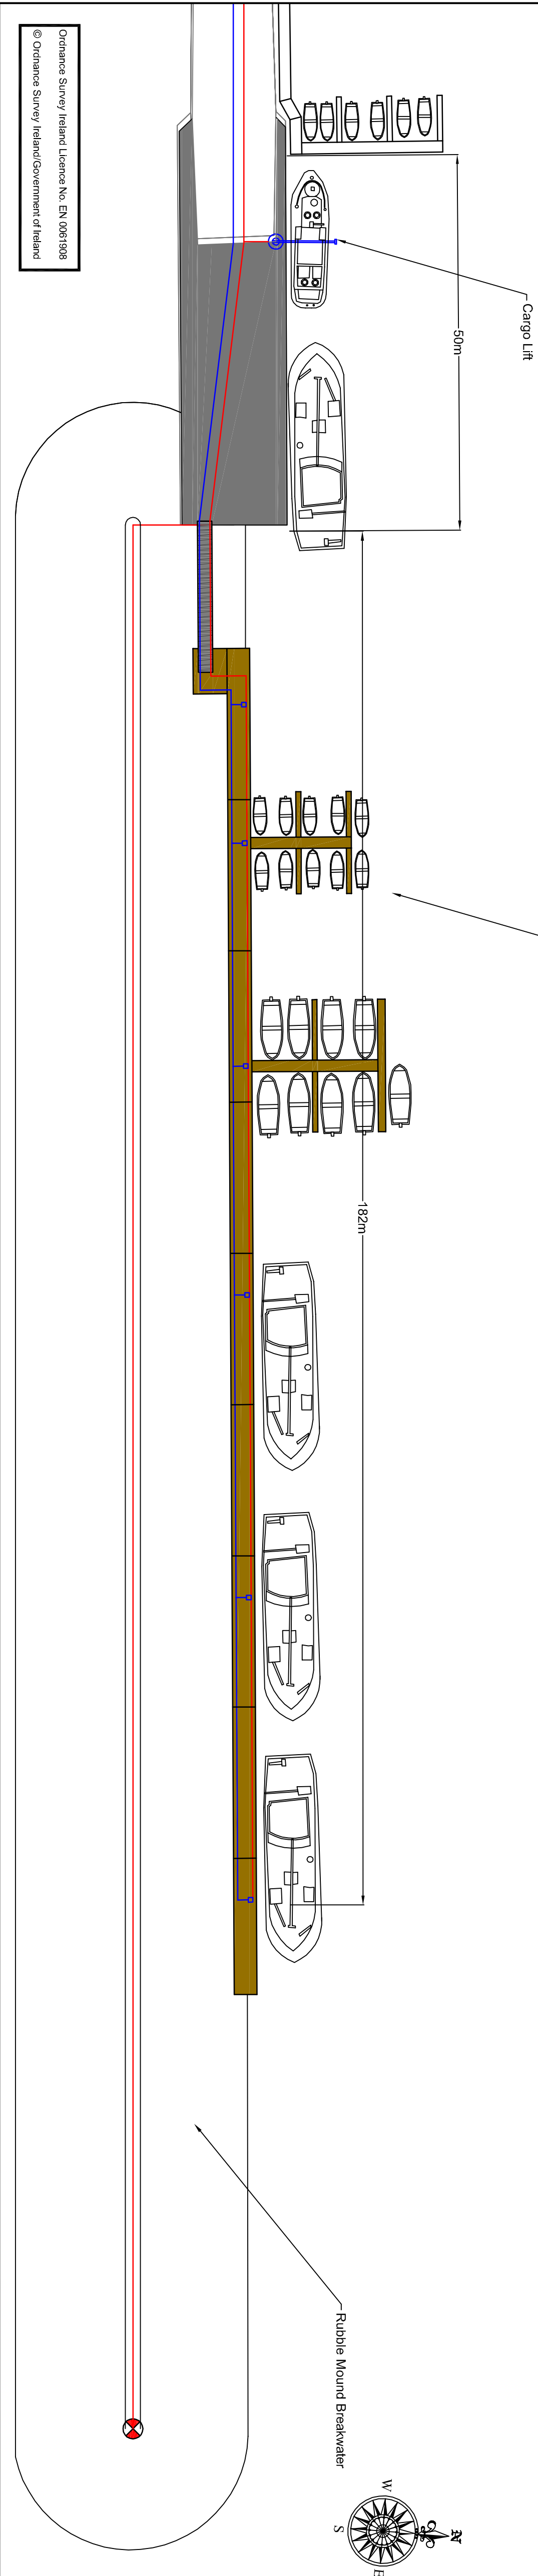 Ordnance Survey Ireland Licence No. EN 0061908
© Ordnance Survey Ireland/Government of Ireland
Cargo Lift
50m
182m
Rubble Mound Breakwater
N
W
S
E